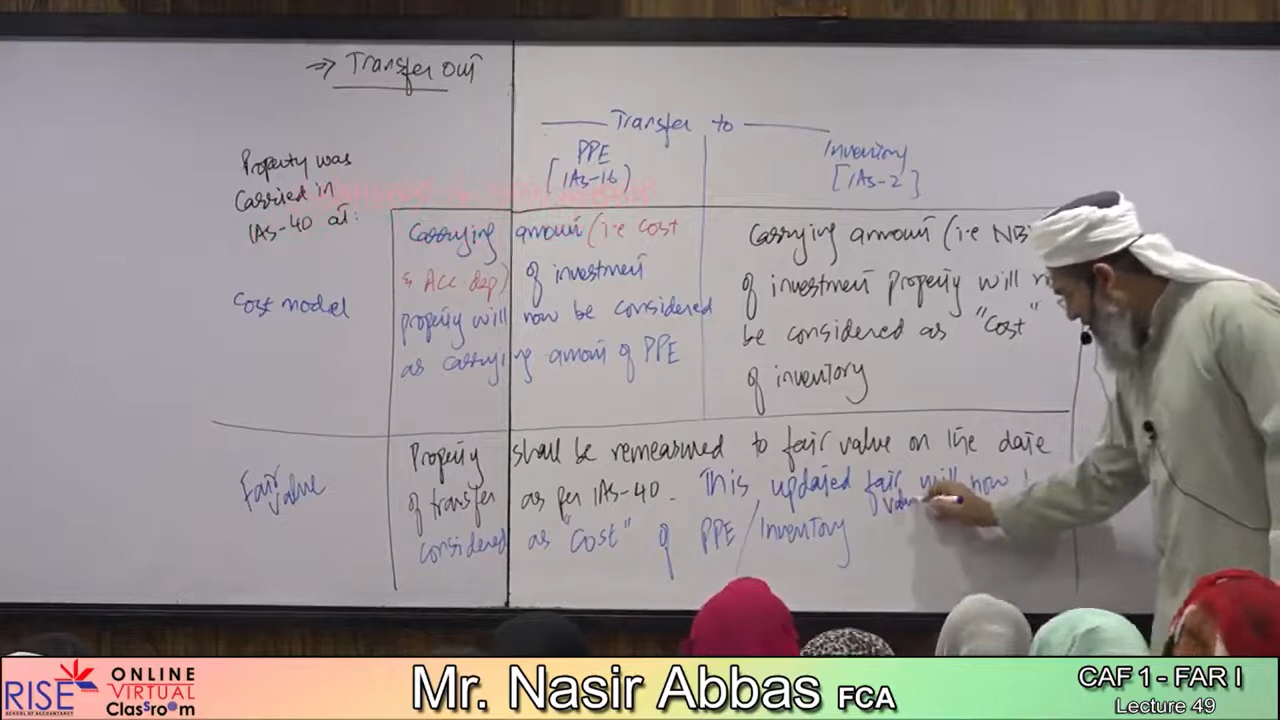 ⇒ Transfer out
Transfer to
PPE
[IAS-16)
Inventory
[IAS-2]
Property was
Carried in
IAS-40 at:
Cost model
Carrying amount (i.e cost
& Acc. dep) of investment
property will now be considered
as carrying amount of PPE
Carrying amount (i.e
of investment property will
be considered as "cost"
of inventory
Fair
value
Property shall be remeasured to fair value on the date
of transfer as per IAS-40. This updated fair will now
considered as "cost" of PPE/Inventory
RISE
SCHOOL OF ACCOUNTANCY
ONLINE
VIRTUAL
Classroom
Mr. Nasir Abbas FCA
CAF 1 - FAR I
Lecture 49